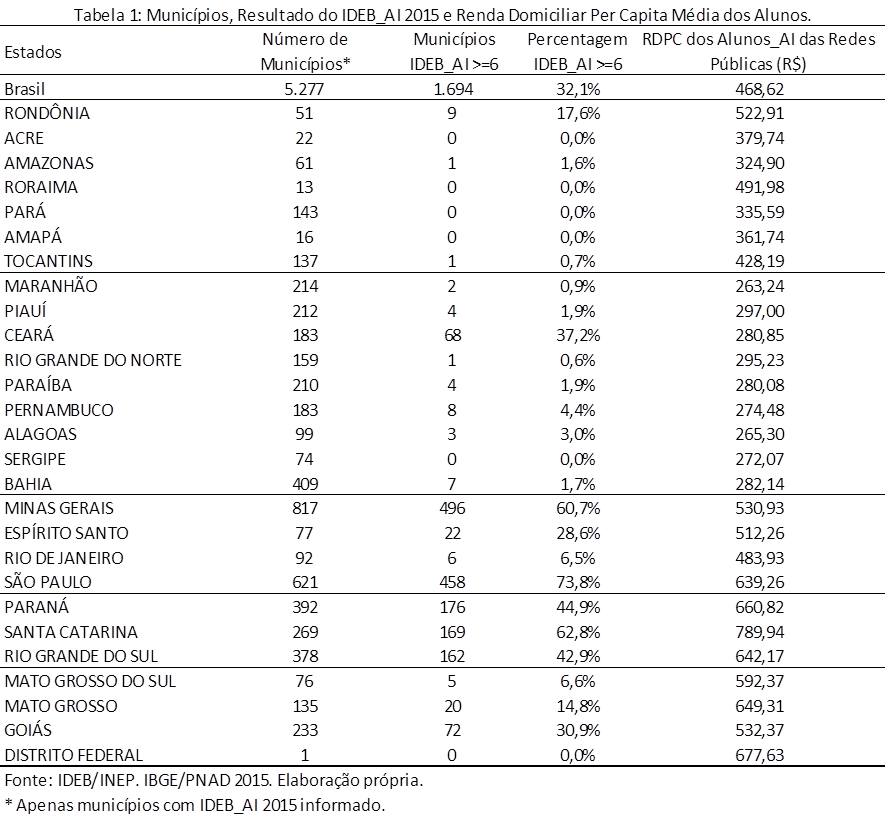 Tabela 1: Municípios, Resultado do IDEB_AI 2015 e Renda Domiciliar Per Capita Média dos Alunos.
Estados Número de Municípios* Municípios IDEB_AI >=6 Percentagem IDEB_AI >=6 RDPC dos Alunos_AI das Redes Públicas (R$)
Brasil 5.277 1.694 32,1% 468,62
RONDÔNIA 51 9 17,6% 522,91
ACRE 22 0 0,0% 379,74
AMAZONAS 61 1 1,6% 324,90
RORAIMA 13 0 0,0% 491,98
PARÁ 143 0 0,0% 335,59
AMAPÁ 16 0 0,0% 361,74
TOCANTINS 137 1 0,7% 428,19
MARANHÃO 214 2 0,9% 263,24
PIAUÍ 212 4 1,9% 297,00
CEARÁ 183 68 37,2% 280,85
RIO GRANDE DO NORTE 159 1 0,6% 295,23
PARAÍBA 210 4 1,9% 280,08
PERNAMBUCO 183 8 4,4% 274,48
ALAGOAS 99 3 3,0% 265,30
SERGIPE 74 0 0,0% 272,07
BAHIA 409 7 1,7% 282,14
MINAS GERAIS 817 496 60,7% 530,93
ESPÍRITO SANTO 77 22 28,6% 512,26
RIO DE JANEIRO 92 6 6,5% 483,93
SÃO PAULO 621 458 73,8% 639,26
PARANÁ 392 176 44,9% 660,82
SANTA CATARINA 269 169 62,8% 789,94
RIO GRANDE DO SUL 378 162 42,9% 642,17
MATO GROSSO DO SUL 76 5 6,6% 592,37
MATO GROSSO 135 20 14,8% 649,31
GOIÁS 233 72 30,9% 532,37
DISTRITO FEDERAL 1 0 0,0% 677,63
Fonte: IDEB/INEP. IBGE/PNAD 2015. Elaboração própria.
* Apenas municípios com IDEB_AI 2015 informado.